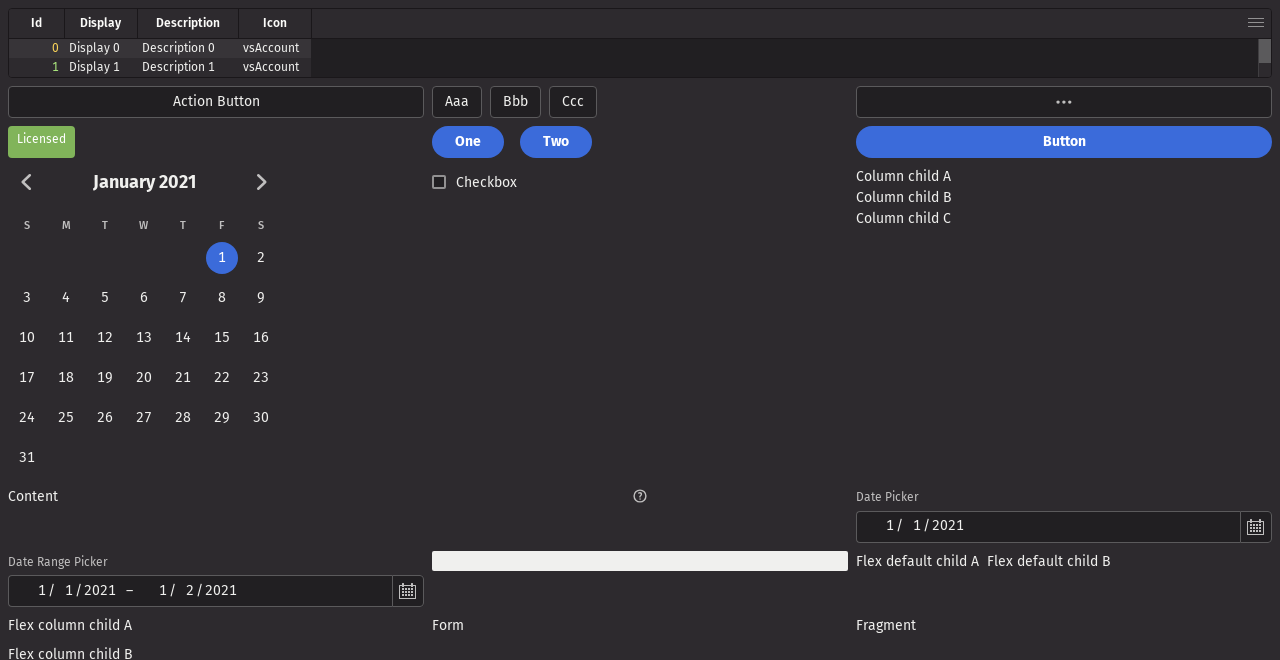 Id Display Description Icon
0 Display 0 Description 0 vsAccount
1 Display 1 Description 1 vsAccount
Action Button Aaa Bbb Ccc
Licensed One Two Button
January 2021 Checkbox Column child A
Column child B
Column child C
S M T W T F S
1 2
3 4 5 6 7 8 9
10 11 12 13 14 15 16
17 18 19 20 21 22 23
24 25 26 27 28 29 30
31
Content Date Picker
1 / 1 / 2021
Date Range Picker Flex default child A Flex default child B
1 / 1 / 2021 – 1 / 2 / 2021
Flex column child A Form Fragment
Flex column child B